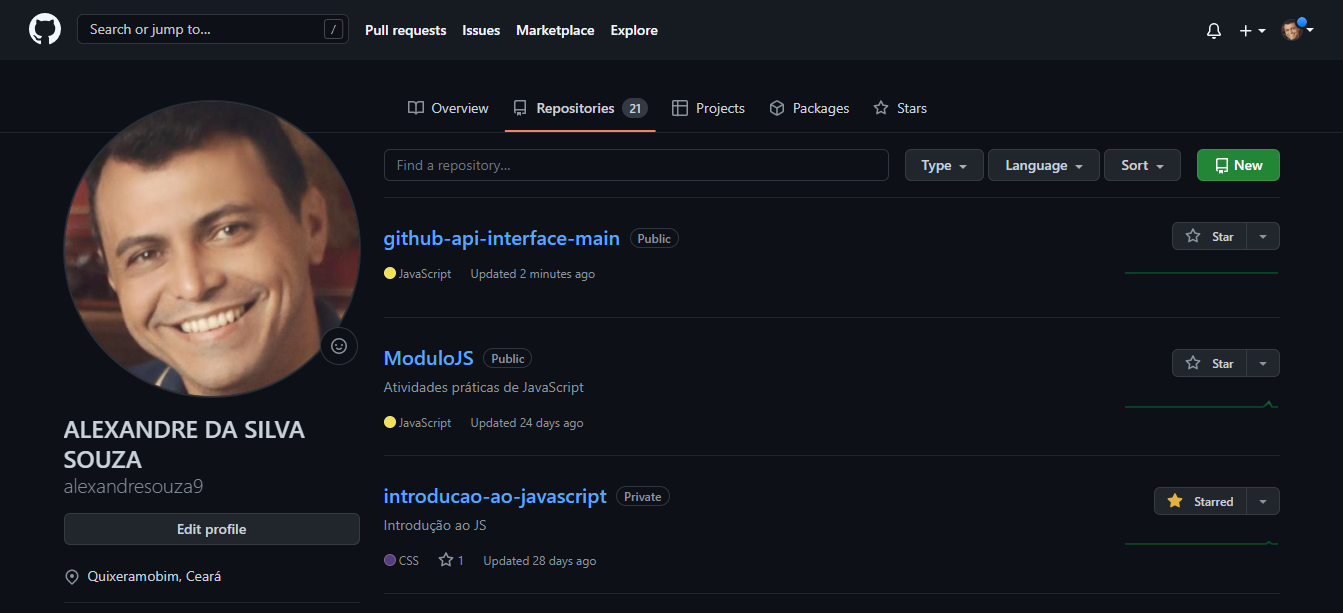 Search or jump to... /
Pull requests Issues Marketplace Explore
Overview Repositories 21 Projects Packages Stars
Find a repository...
Type Language Sort New
github-api-interface-main Public
Star
JavaScript Updated 2 minutes ago
ModuloJS Public
Star
Atividades práticas de JavaScript
JavaScript Updated 24 days ago
introducao-ao-javascript Private
Starred
Introdução ao JS
CSS 1 Updated 28 days ago
ALEXANDRE DA SILVA
SOUZA
alexandresouza9
Edit profile
Quixeramobim, Ceará